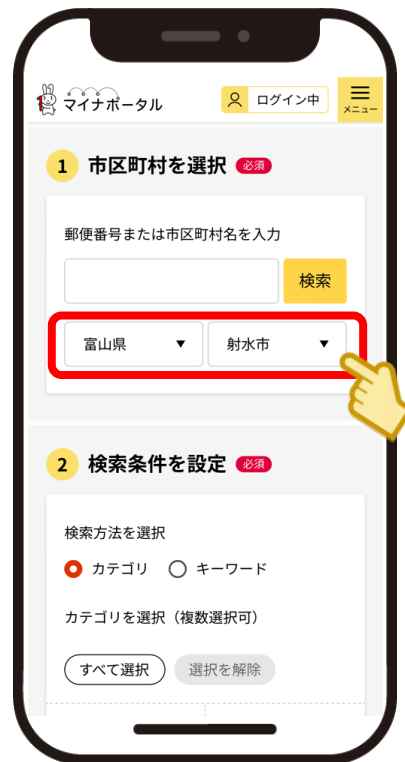 マイナポータル
ログイン中
メニュー
1 市区町村を選択 必須
郵便番号または市区町村名を入力
検索
富山県 ▼ 射水市 ▼
2 検索条件を設定 必須
検索方法を選択
カテゴリ キーワード
カテゴリを選択（複数選択可）
すべて選択 選択を解除